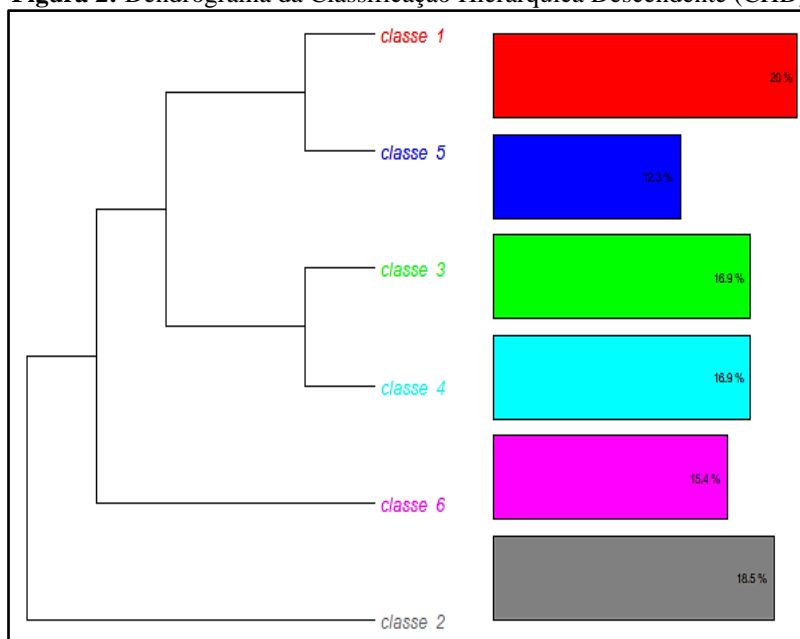 Figura 2: Dendrograma da Classificação Hierárquica Descendente (CHD)
classe 1
20 %
classe 5
12.3 %
classe 3
16.9 %
classe 4
16.9 %
classe 6
15.4 %
classe 2
18.5 %